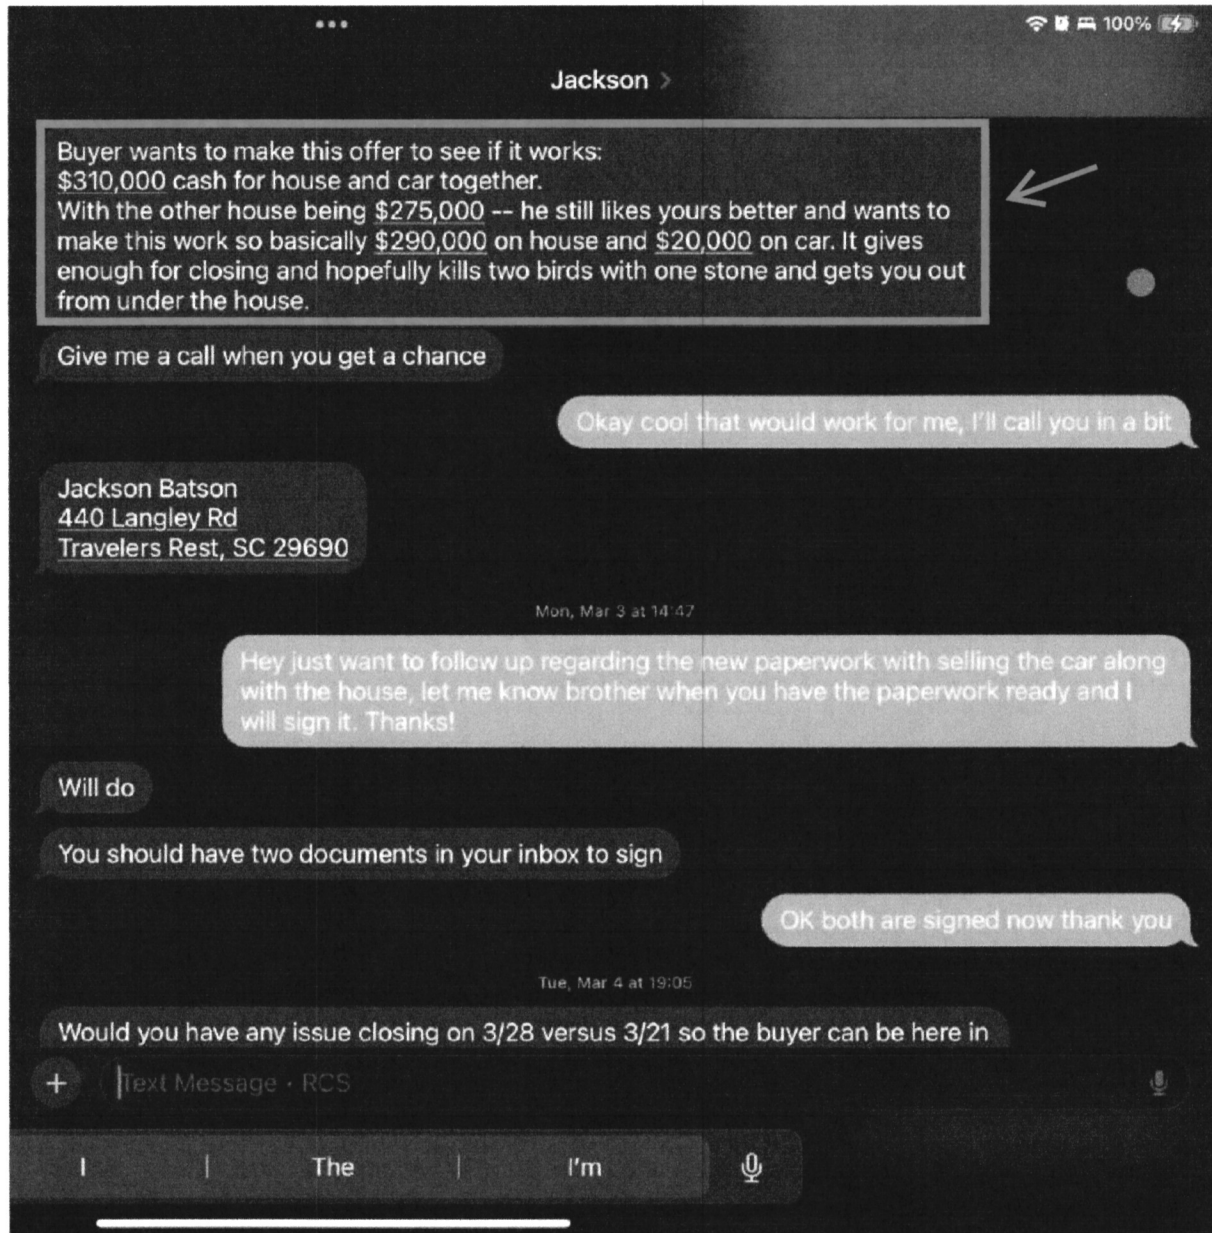 100%
Jackson >
Buyer wants to make this offer to see if it works:
$310,000 cash for house and car together.
With the other house being $275,000 -- he still likes yours better and wants to
make this work so basically $290,000 on house and $20,000 on car. It gives
enough for closing and hopefully kills two birds with one stone and gets you out
from under the house.
Give me a call when you get a chance
Okay cool that would work for me, I'll call you in a bit
Jackson Batson
440 Langley Rd
Travelers Rest, SC 29690
Mon, Mar 3 at 14:47
Hey just want to follow up regarding the new paperwork with selling the car along
with the house, let me know brother when you have the paperwork ready and I
will sign it. Thanks!
Will do
You should have two documents in your inbox to sign
OK both are signed now thank you
Tue, Mar 4 at 19:05
Would you have any issue closing on 3/28 versus 3/21 so the buyer can be here in
Text Message • RCS
I
The
I'm